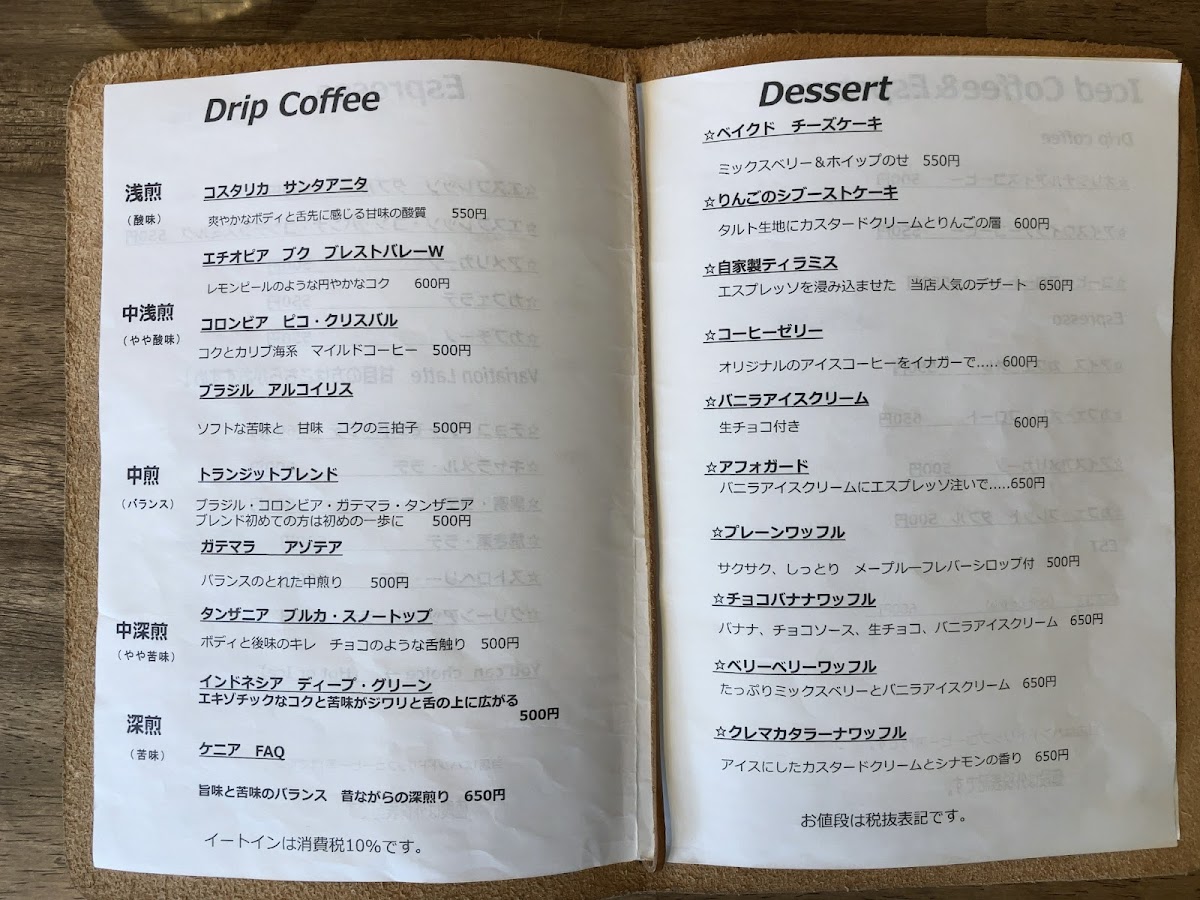 Drip Coffee
浅煎
（酸味）
コスタリカ　サンタアニタ
爽やかなボディと舌先に感じる甘味の酸質　550円
エチオピア　ブク　ブレストバレーW
レモンピールのような円やかなコク　600円
中浅煎
（やや酸味）
コロンビア　ピコ・クリスバル
コクとカリブ海系　マイルドコーヒー　500円
ブラジル　アルコイリス
ソフトな苦味と　甘味　コクの三拍子　500円
中煎
（バランス）
トランジットブレンド
ブラジル・コロンビア・ガテマラ・タンザニア
ブレンド初めての方は初めの一歩に　500円
ガテマラ　アゾテア
バランスのとれた中煎り　500円
中深煎
（やや苦味）
タンザニア　ブルカ・スノートップ
ボディと後味のキレ　チョコのような舌触り　500円
インドネシア　ディープ・グリーン
エキゾチックなコクと苦味がジワリと舌の上に広がる
500円
深煎
（苦味）
ケニア　FAQ
旨味と苦味のバランス　昔ながらの深煎り　650円
イートインは消費税10%です。
Dessert
☆ベイクド　チーズケーキ
ミックスベリー＆ホイップのせ　550円
☆りんごのシブーストケーキ
タルト生地にカスタードクリームとりんごの層　600円
☆自家製ティラミス
エスプレッソを浸み込ませた　当店人気のデザート　650円
☆コーヒーゼリー
オリジナルのアイスコーヒーをイナガーで..... 600円
☆バニラアイスクリーム
生チョコ付き　600円
☆アフォガード
バニラアイスクリームにエスプレッソ注いで.....650円
☆プレーンワッフル
サクサク、しっとり　メープルーフレバーシロップ付　500円
☆チョコバナナワッフル
バナナ、チョコソース、生チョコ、バニラアイスクリーム　650円
☆ベリーベリーワッフル
たっぷりミックスベリーとバニラアイスクリーム　650円
☆クレマカタラーナワッフル
アイスにしたカスタードクリームとシナモンの香り　650円
お値段は税抜表記です。